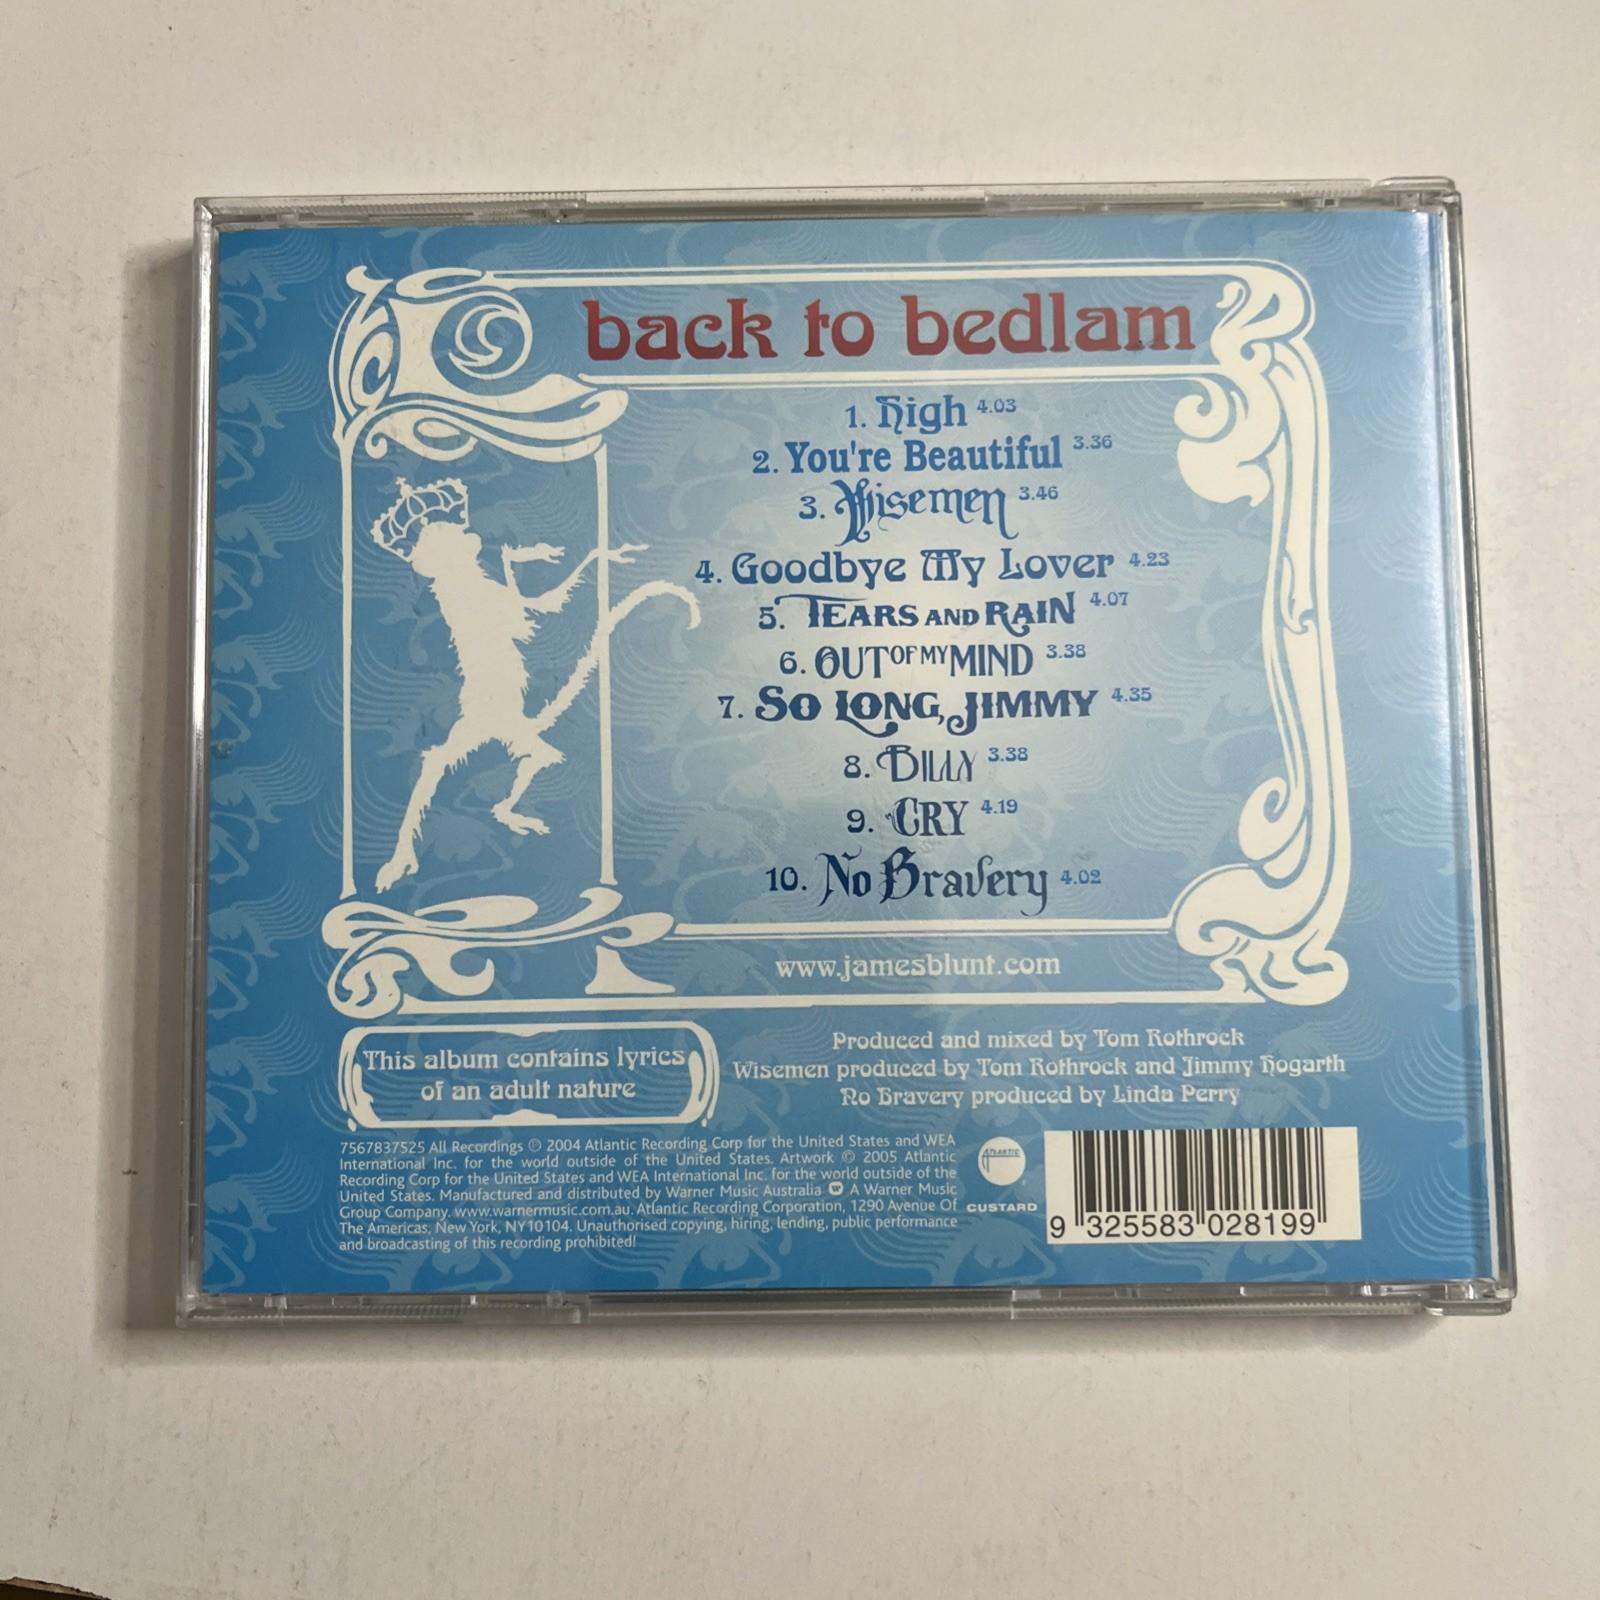 back to bedlam
1. High 4.03
2. You're Beautiful 3.36
3. Wisemen 3.46
4. Goodbye My Lover 4.23
5. TEARS AND RAIN 4.07
6. OUT OF MY MIND 3.38
7. SO LONG, JIMMY 4.35
8. BILLY 3.38
9. CRY 4.19
10. No Bravery 4.02
www.jamesblunt.com
This album contains lyrics
of an adult nature
Produced and mixed by Tom Rothrock
Wisemen produced by Tom Rothrock and Jimmy Hogarth
No Bravery produced by Linda Perry
7567837525 All Recordings ℗ 2004 Atlantic Recording Corp for the United States and WEA
International Inc. for the world outside of the United States. Artwork © 2005 Atlantic
Recording Corp for the United States and WEA International Inc. for the world outside of the
United States. Manufactured and distributed by Warner Music Australia W A Warner Music
Group Company. www.warnermusic.com.au. Atlantic Recording Corporation, 1290 Avenue Of
The Americas, New York, NY10104. Unauthorised copying, hiring, lending, public performance
and broadcasting of this recording prohibited!
ATLANTIC
CUSTARD
9 325583 028199